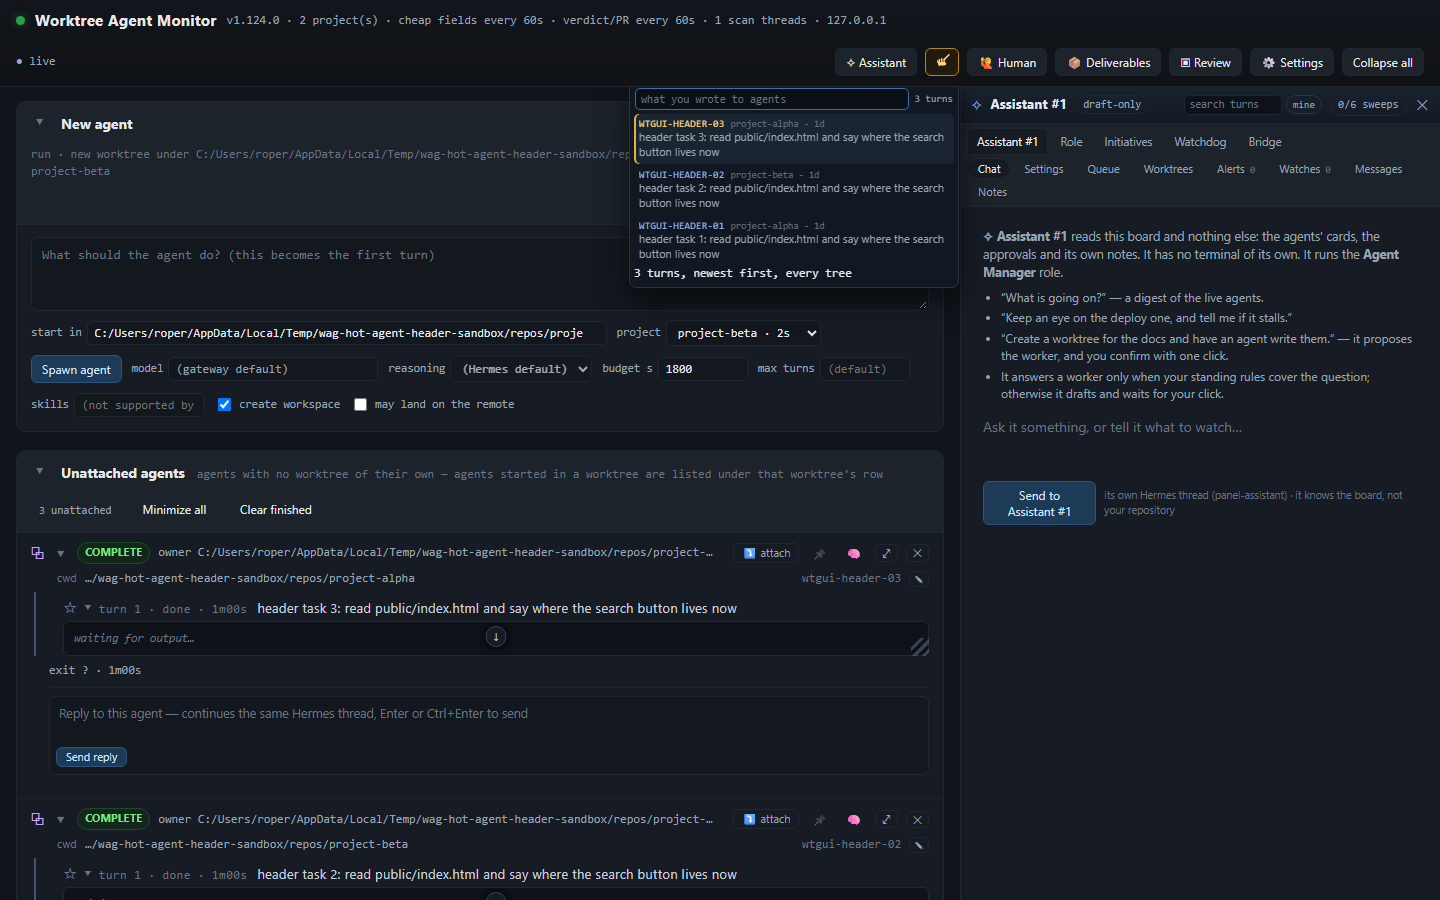 Worktree Agent Monitor v1.124.0 · 2 project(s) · cheap fields every 60s · verdict/PR every 60s · 1 scan threads · 127.0.0.1
live
Assistant
Human
Deliverables
Review
Settings
Collapse all
New agent
run · new worktree under C:/Users/roper/AppData/Local/Temp/wag-hot-agent-header-sandbox/rep
project-beta
What should the agent do? (this becomes the first turn)
start in C:/Users/roper/AppData/Local/Temp/wag-hot-agent-header-sandbox/repos/proje project project-beta · 2s
Spawn agent model (gateway default) reasoning (Hermes default) budget s 1800 max turns (default)
skills (not supported by create workspace may land on the remote
what you wrote to agents 3 turns
WTGUI-HEADER-03 project-alpha - 1d
header task 3: read public/index.html and say where the search
button lives now
WTGUI-HEADER-02 project-beta - 1d
header task 2: read public/index.html and say where the search
button lives now
WTGUI-HEADER-01 project-alpha - 1d
header task 1: read public/index.html and say where the search
button lives now
3 turns, newest first, every tree
Unattached agents agents with no worktree of their own — agents started in a worktree are listed under that worktree's row
3 unattached Minimize all Clear finished
COMPLETE owner C:/Users/roper/AppData/Local/Temp/wag-hot-agent-header-sandbox/repos/project-… attach
cwd …/wag-hot-agent-header-sandbox/repos/project-alpha wtgui-header-03
turn 1 · done · 1m00s header task 3: read public/index.html and say where the search button lives now
waiting for output…
exit ? · 1m00s
Reply to this agent — continues the same Hermes thread, Enter or Ctrl+Enter to send
Send reply
COMPLETE owner C:/Users/roper/AppData/Local/Temp/wag-hot-agent-header-sandbox/repos/project-… attach
cwd …/wag-hot-agent-header-sandbox/repos/project-beta wtgui-header-02
turn 1 · done · 1m00s header task 2: read public/index.html and say where the search button lives now
Assistant #1 draft-only search turns mine 0/6 sweeps
Assistant #1 Role Initiatives Watchdog Bridge
Chat Settings Queue Worktrees Alerts 0 Watches 0 Messages
Notes
Assistant #1 reads this board and nothing else: the agents' cards, the
approvals and its own notes. It has no terminal of its own. It runs the Agent
Manager role.
• “What is going on?” — a digest of the live agents.
• “Keep an eye on the deploy one, and tell me if it stalls.”
• “Create a worktree for the docs and have an agent write them.” — it proposes
the worker, and you confirm with one click.
• It answers a worker only when your standing rules cover the question;
otherwise it drafts and waits for your click.
Ask it something, or tell it what to watch…
Send to
Assistant #1
its own Hermes thread (panel-assistant) · it knows the board, not
your repository